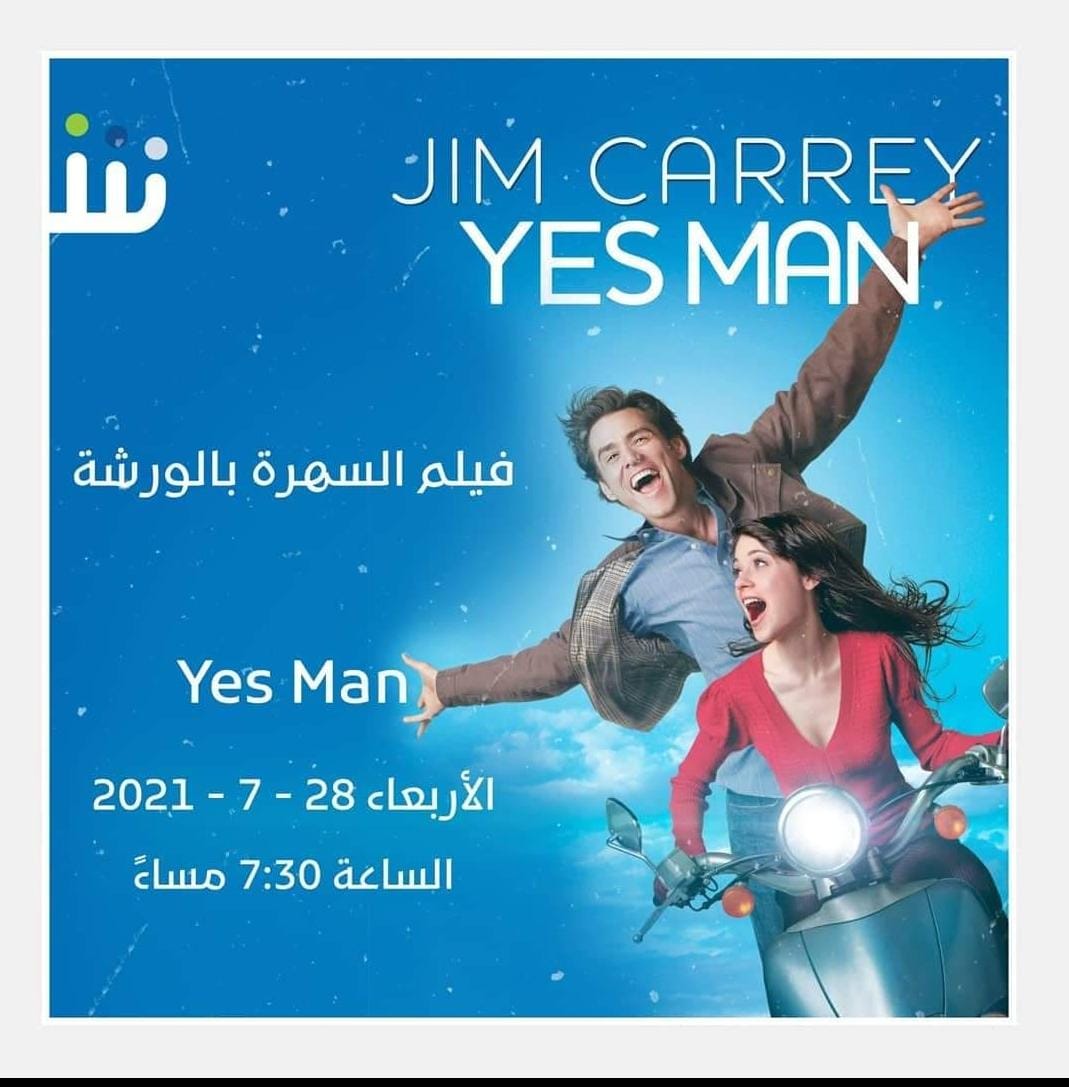 JIM CARREY
YES MAN
فيلم السهرة بالورشة
Yes Man
الأربعاء 28 - 7 - 2021
الساعة 7:30 مساءً